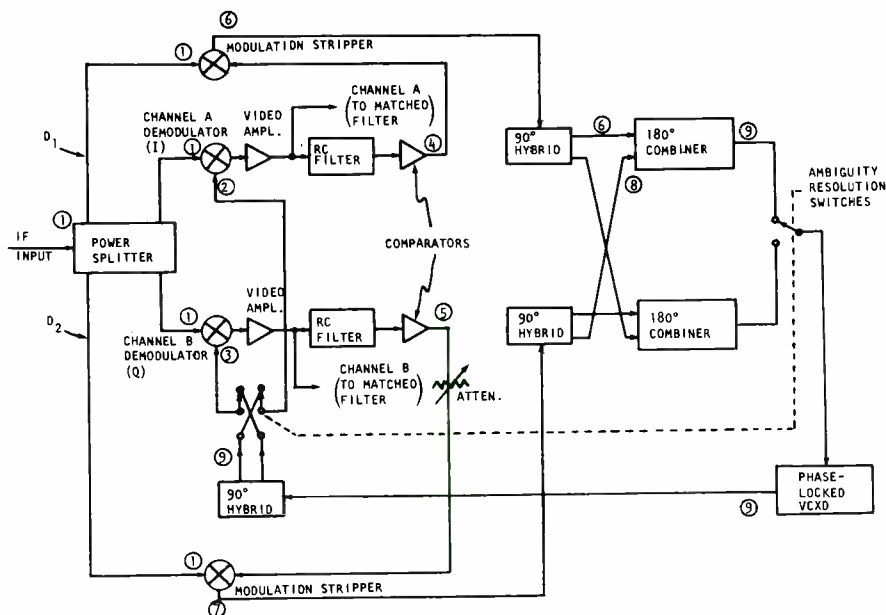 ⑥
① MODULATION STRIPPER
D1
CHANNEL A
DEMODULATOR
(I)
VIDEO
AMPL.
CHANNEL A
(TO MATCHED)
FILTER
①
②
RC
FILTER
④
①
IF
INPUT
POWER
SPLITTER
COMPARATORS
D2
①
CHANNEL B
DEMODULATOR
(Q)
③
VIDEO
AMPL.
RC
FILTER
⑤
CHANNEL B
(TO MATCHED)
FILTER
ATTEN.
⑨
90°
HYBRID
①
MODULATION STRIPPER
⑦
90°
HYBRID
⑥
180°
COMBINER
⑨
⑧
AMBIGUITY
RESOLUTION
SWITCHES
90°
HYBRID
180°
COMBINER
⑨
PHASE-
LOCKED
VCXD